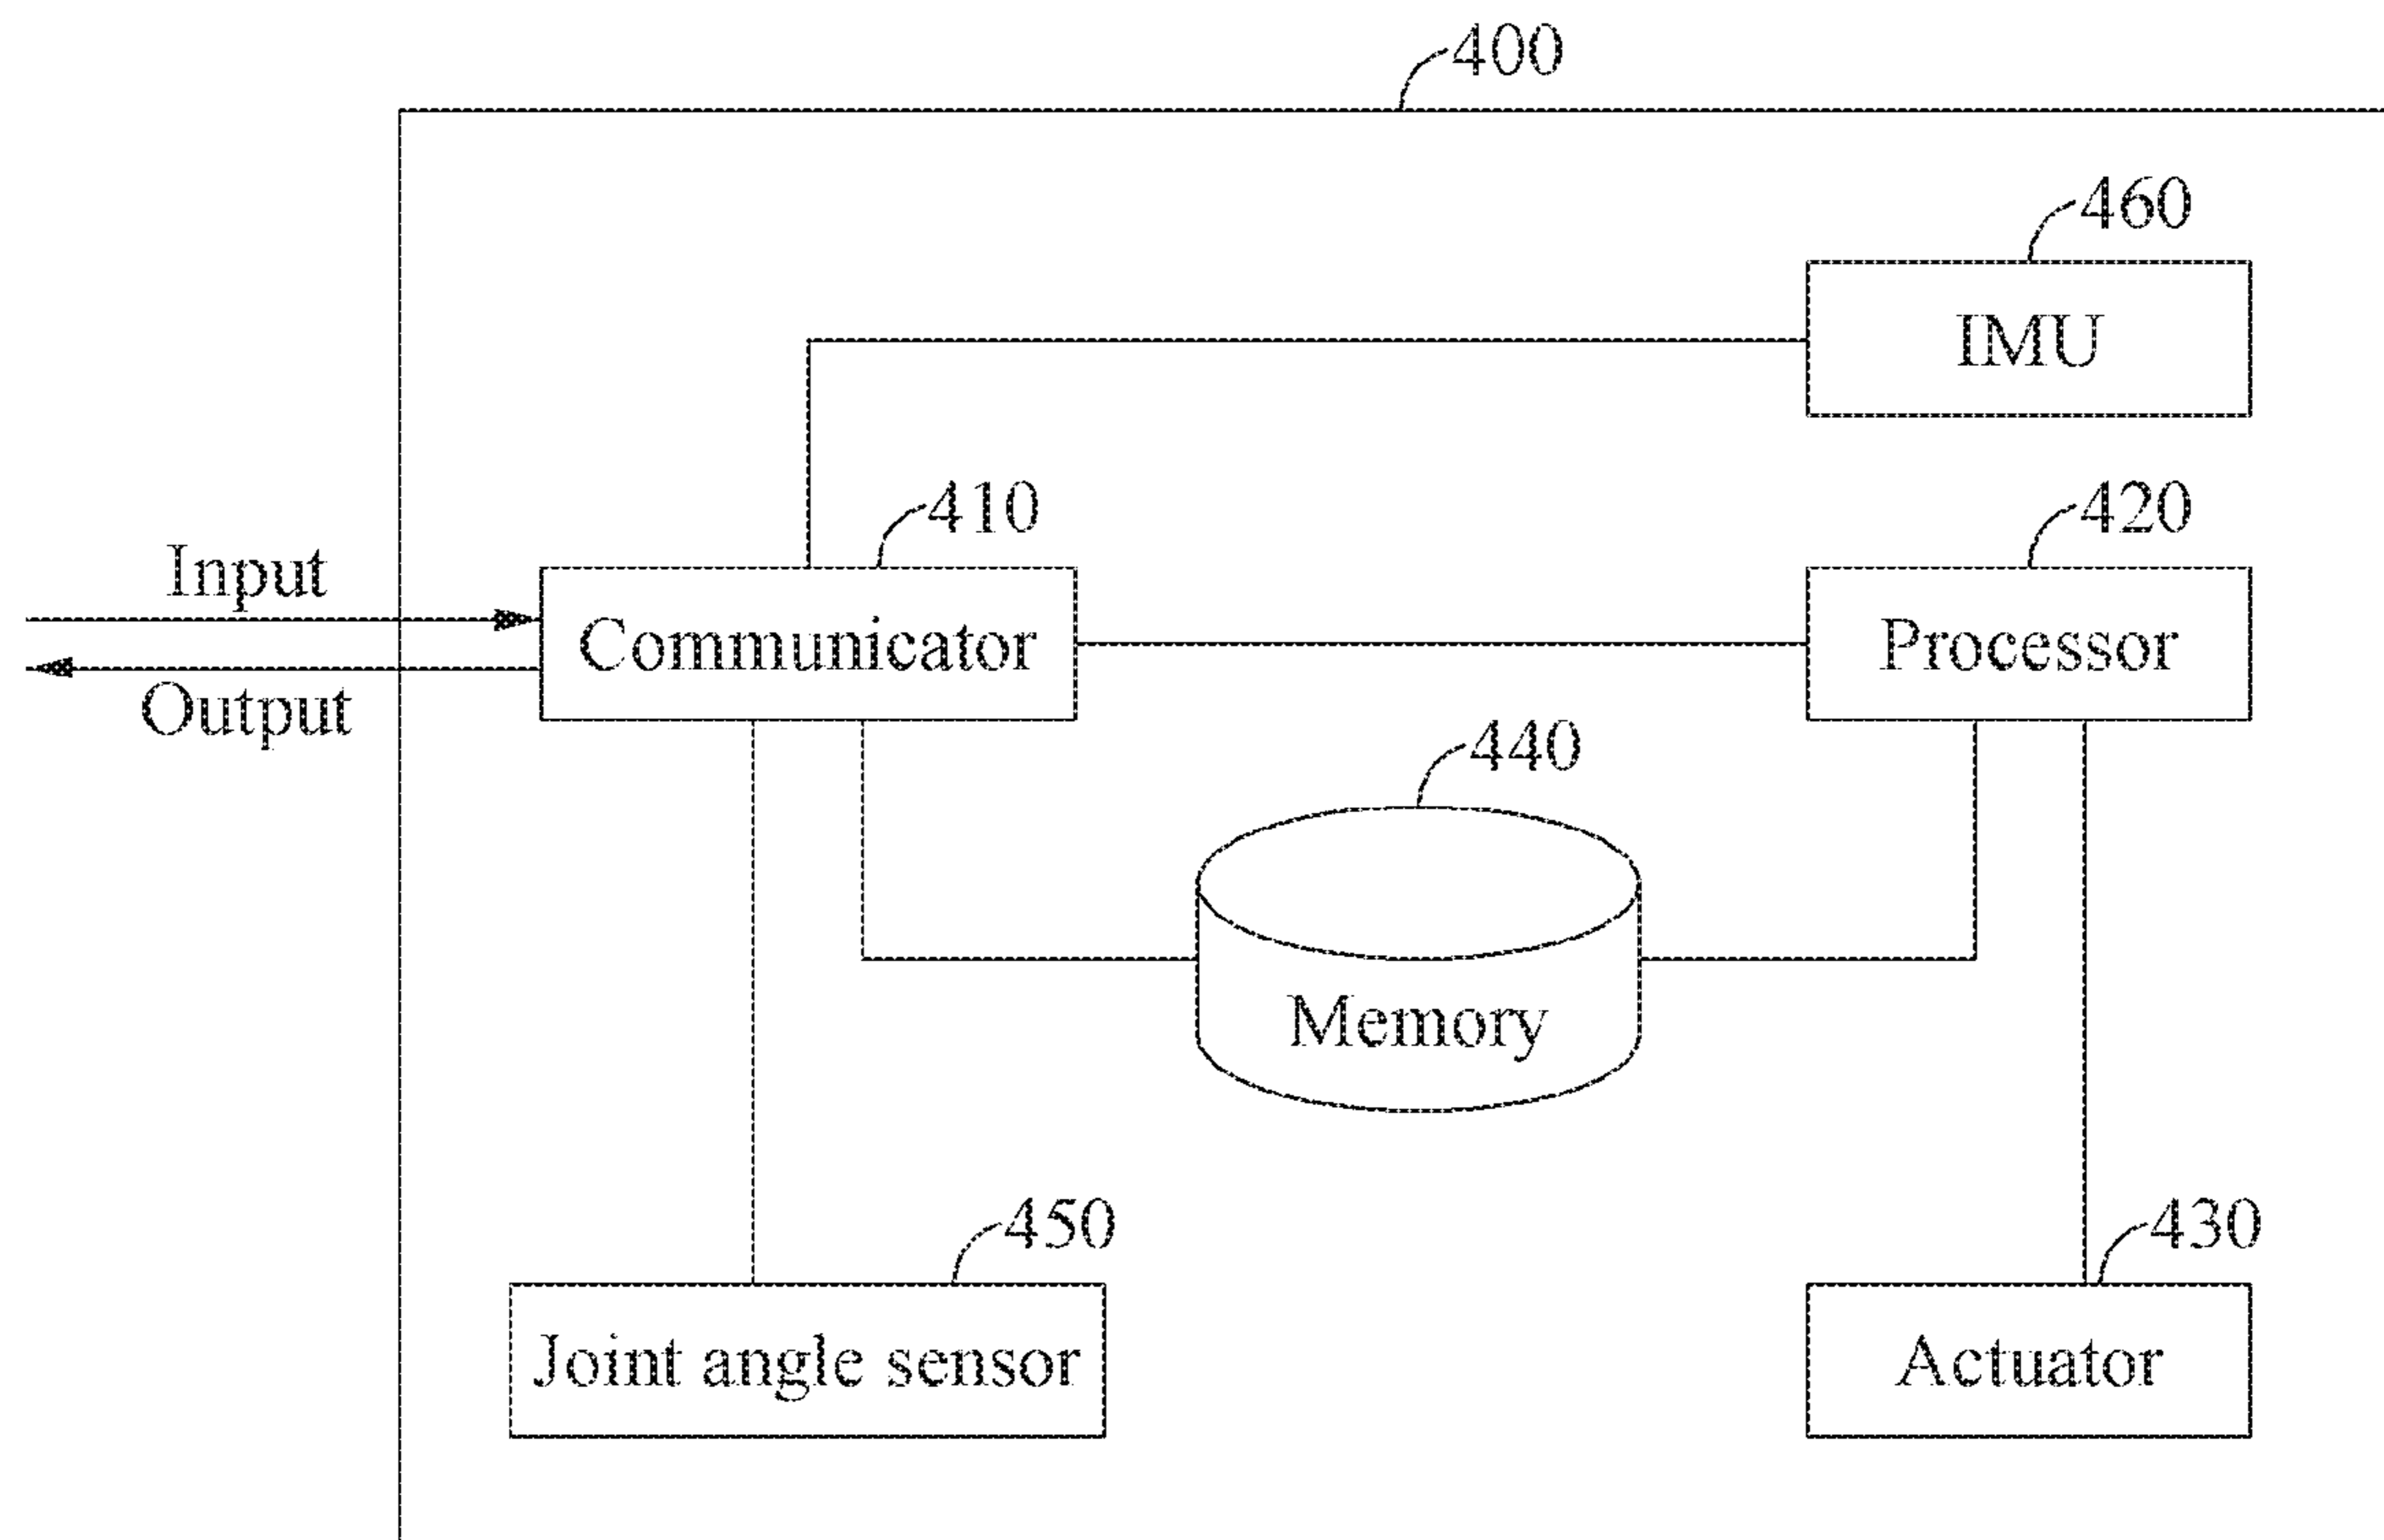 400
460
IMU
410
420
Input
Communicator
Processor
Output
440
Memory
450
430
Joint angle sensor
Actuator